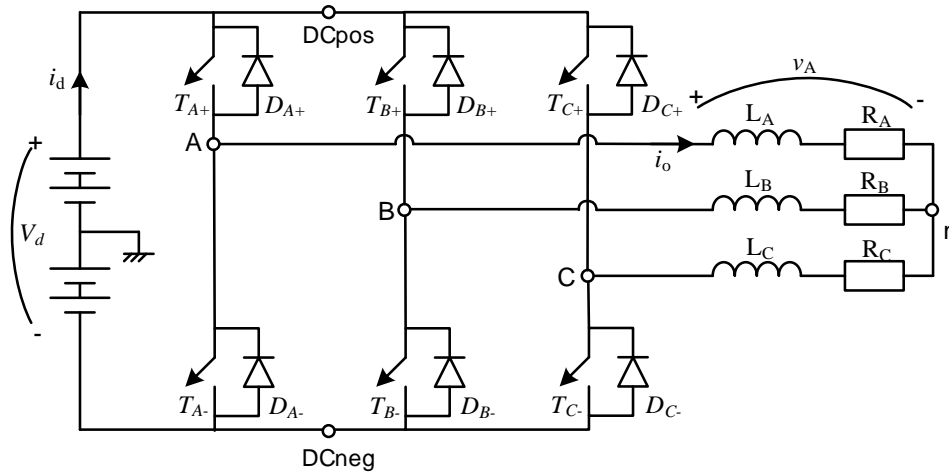 DCpos
i_d
v_A
+
-
T_A+
D_A+
T_B+
D_B+
T_C+
D_C+
L_A
R_A
A
i_o
+
L_B
R_B
B
n
V_d
L_C
R_C
C
-
T_A-
D_A-
T_B-
D_B-
T_C-
D_C-
DCneg